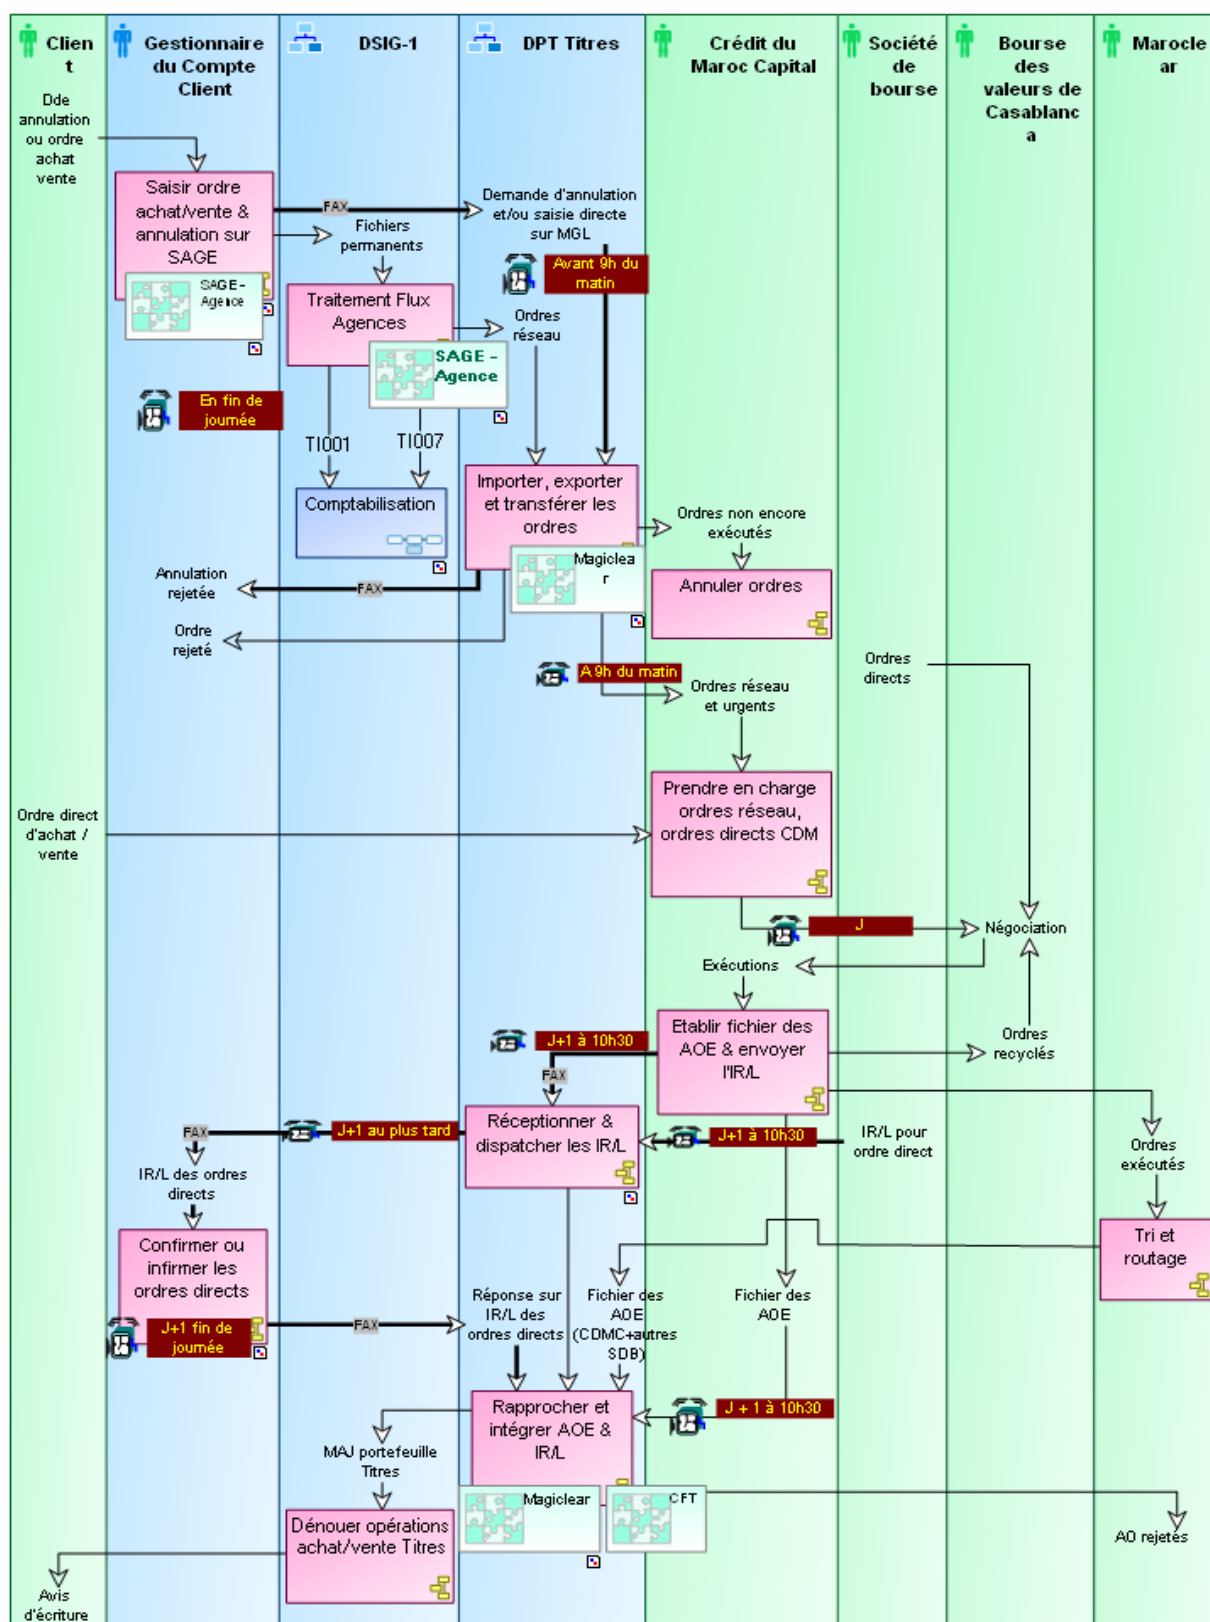 Clien
t
Gestionnaire
du Compte
Client
DSIG-1
DPT Titres
Crédit du
Maroc Capital
Société
de
bourse
Bourse
des
valeurs de
Casablanc
a
Maroclе
ar
Dde
annulation
ou ordre
achat
vente
Saisir ordre
achat/vente &
annulation sur
SAGE
SAGE -
Agence
FAX
Fichiers
permanents
Demande d'annulation
et/ou saisie directe
sur MGL
Avant 9h du
matin
Traitement Flux
Agences
SAGE -
Agence
Ordres
réseau
En fin de
journée
TI001
TI007
Comptabilisation
Importer, exporter
et transférer les
ordres
Magiclea
r
Ordres non encore
exécutés
Annuler ordres
Annulation
rejetée
FAX
Ordre
rejeté
A 9h du matin
Ordres réseau
et urgents
Ordres
directs
Prendre en charge
ordres réseau,
ordres directs CDM
Ordre direct
d'achat /
vente
J
Négociation
Exécutions
Etablir fichier des
AOE & envoyer
l'IR/L
Ordres
recyclés
J+1 à 10h30
FAX
Réceptionner &
dispatcher les IR/L
J+1 au plus tard
FAX
J+1 à 10h30
IR/L pour
ordre direct
Ordres
exécutés
IR/L des ordres
directs
Tri et
routage
Confirmer ou
infirmer les
ordres directs
J+1 fin de
journée
FAX
Réponse sur
IR/L des
ordres directs
Fichier des
AOE
(CDMC+autres
SDB)
Fichier des
AOE
Rapprocher et
intégrer AOE &
IR/L
Magiclear
CFT
J + 1 à 10h30
MAJ portefeuille
Titres
Dénouer opérations
achat/vente Titres
AO rejetés
Avis
d'écriture